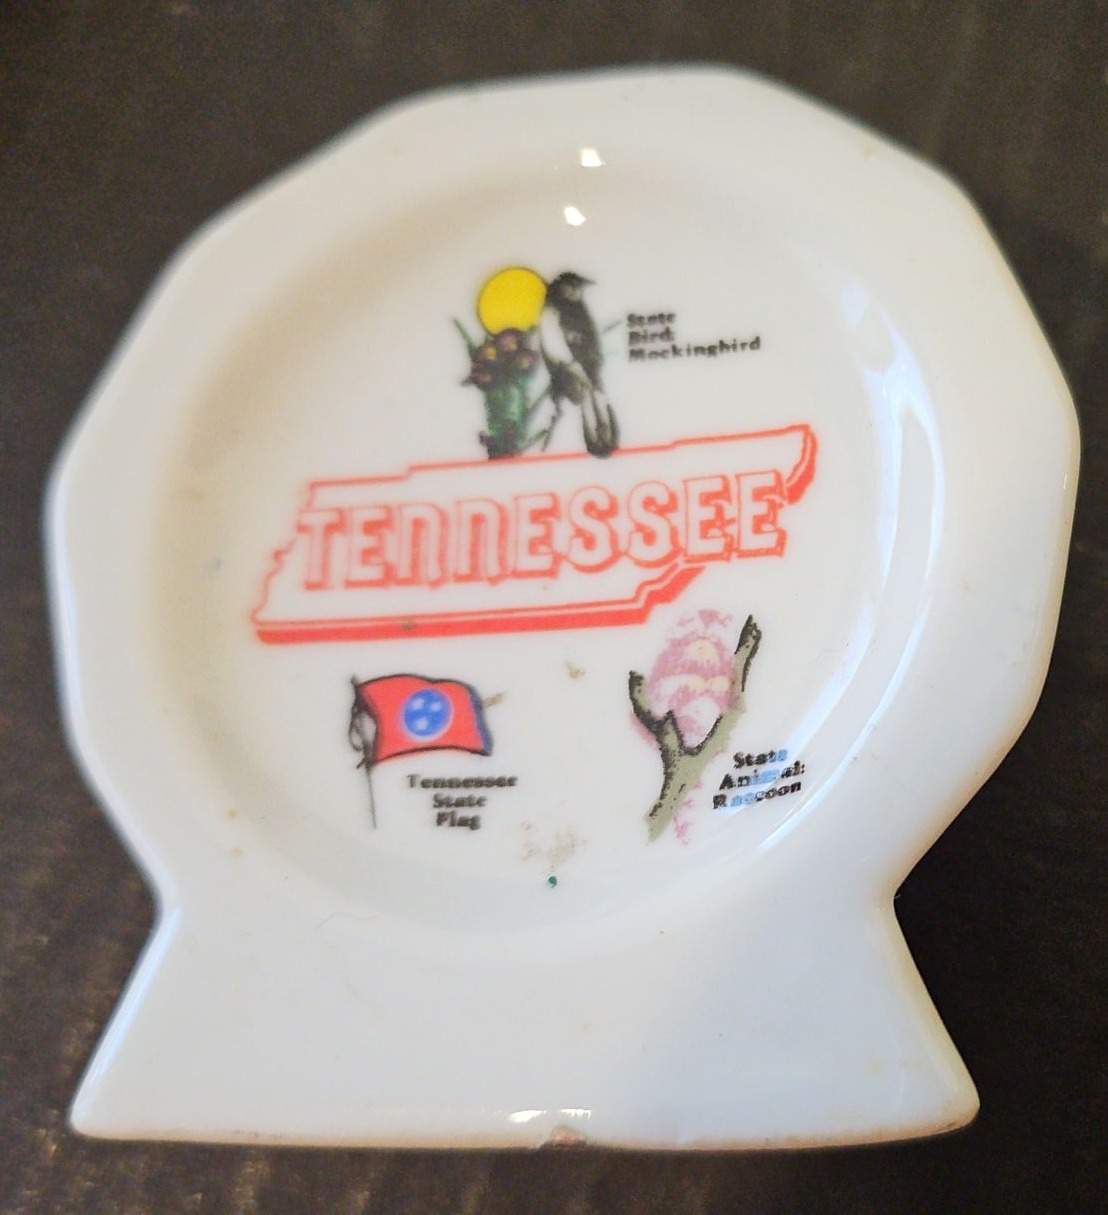 State
Bird:
Mockingbird
TENNESSEE
Tennessee
State
Flag
State
Animal:
Raccoon